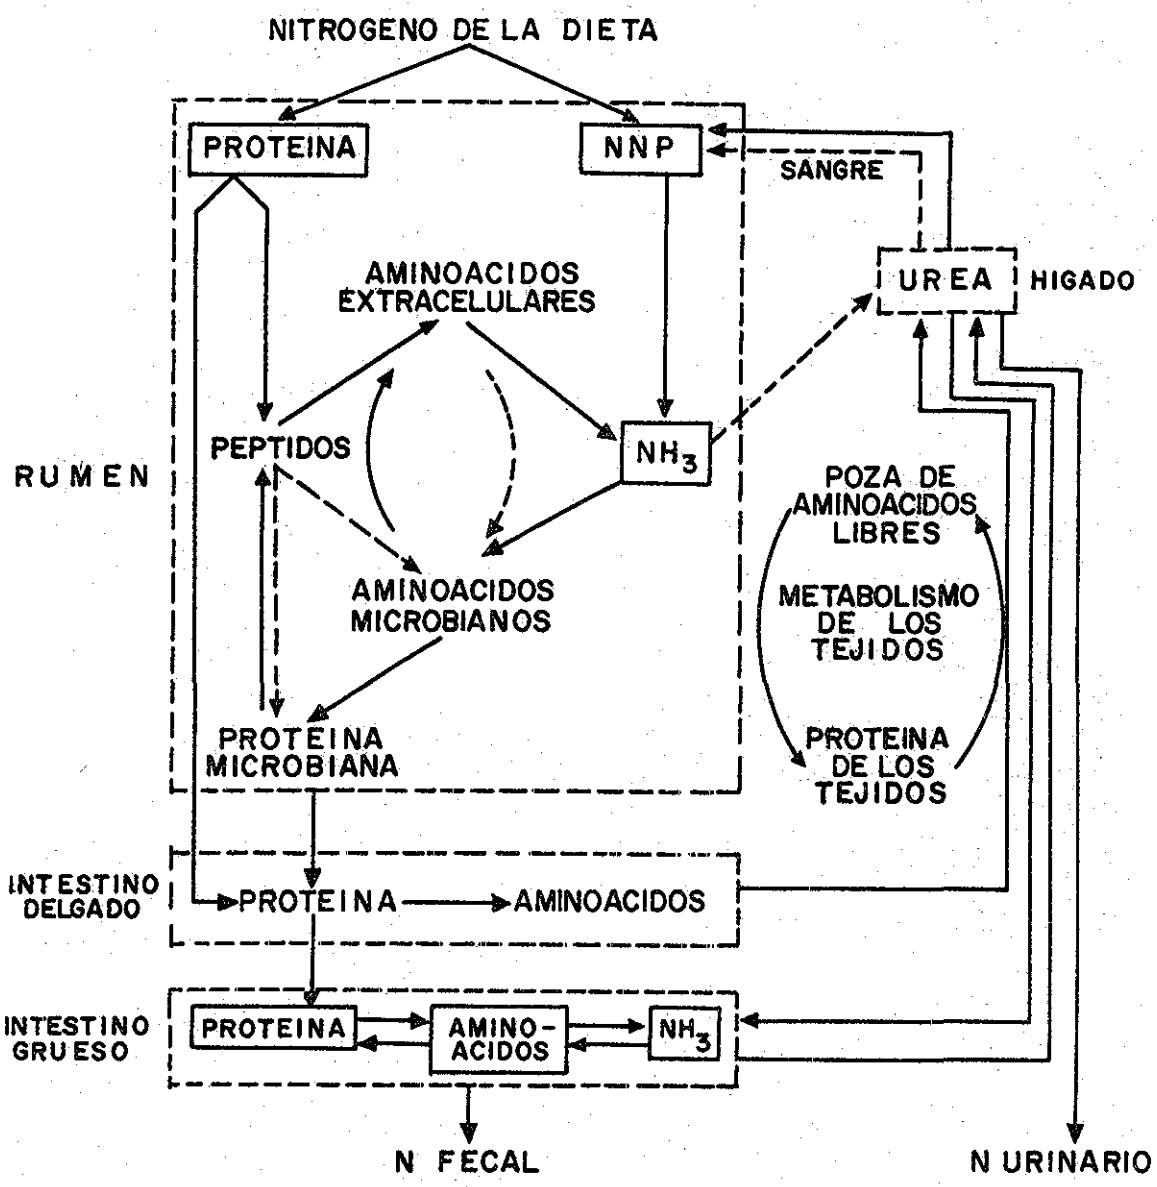 NITROGENO DE LA DIETA
PROTEINA
NNP
SANGRE
AMINOACIDOS
EXTRACELULARES
UREA
HIGADO
RUMEN
PEPTIDOS
NH3
POZA DE
AMINOACIDOS
LIBRES
AMINOACIDOS
MICROBIANOS
METABOLISMO
DE LOS
TEJIDOS
PROTEINA
MICROBIANA
PROTEINA
DE LOS
TEJIDOS
INTESTINO
DELGADO
PROTEINA
AMINOACIDOS
INTESTINO
GRUESO
PROTEINA
AMINO-
ACIDOS
NH3
N FECAL
N URINARIO